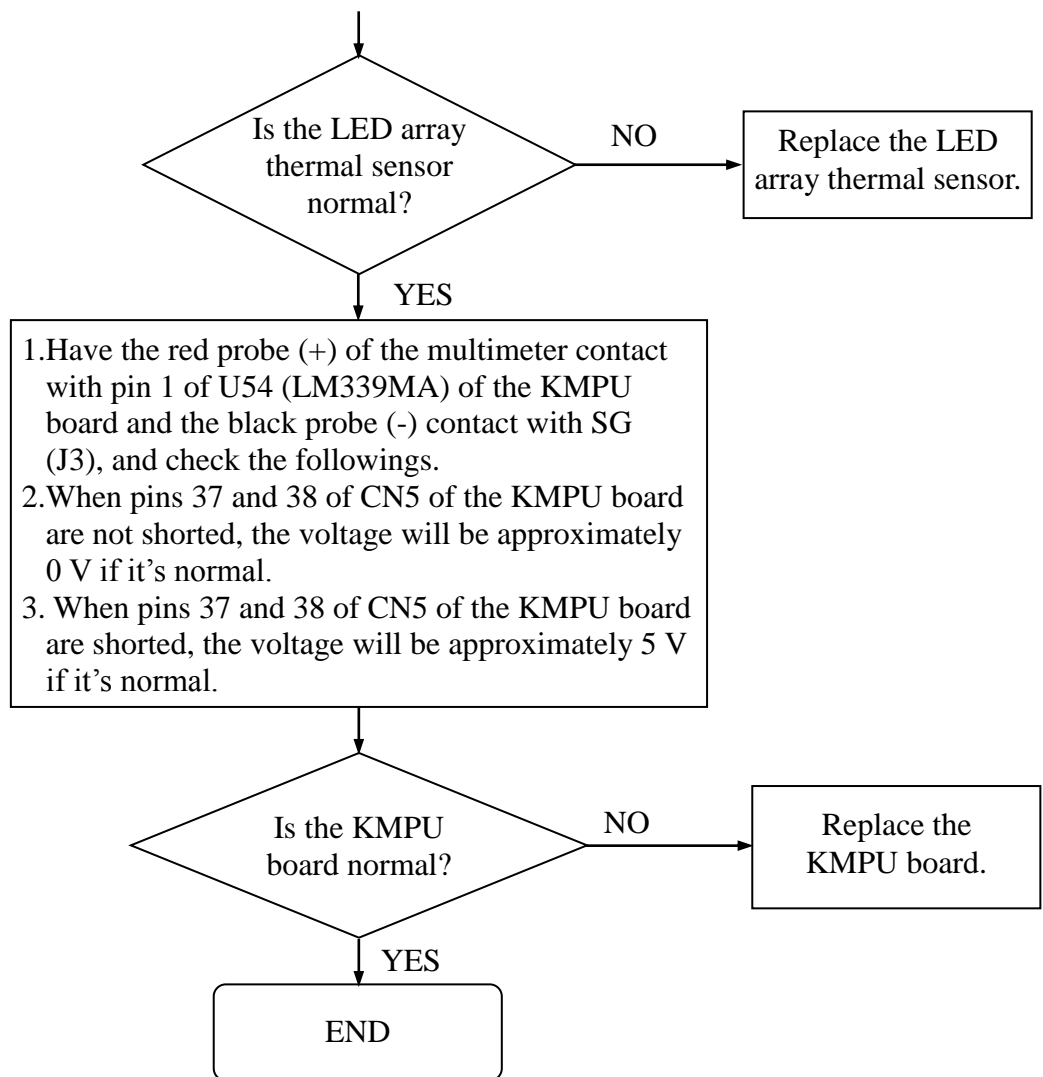 Is the LED array
thermal sensor
normal?
NO
Replace the LED
array thermal sensor.
YES
1.Have the red probe (+) of the multimeter contact
with pin 1 of U54 (LM339MA) of the KMPU
board and the black probe (-) contact with SG
(J3), and check the followings.
2.When pins 37 and 38 of CN5 of the KMPU board
are not shorted, the voltage will be approximately
0 V if it’s normal.
3. When pins 37 and 38 of CN5 of the KMPU board
are shorted, the voltage will be approximately 5 V
if it’s normal.
Is the KMPU
board normal?
NO
Replace the
KMPU board.
YES
END